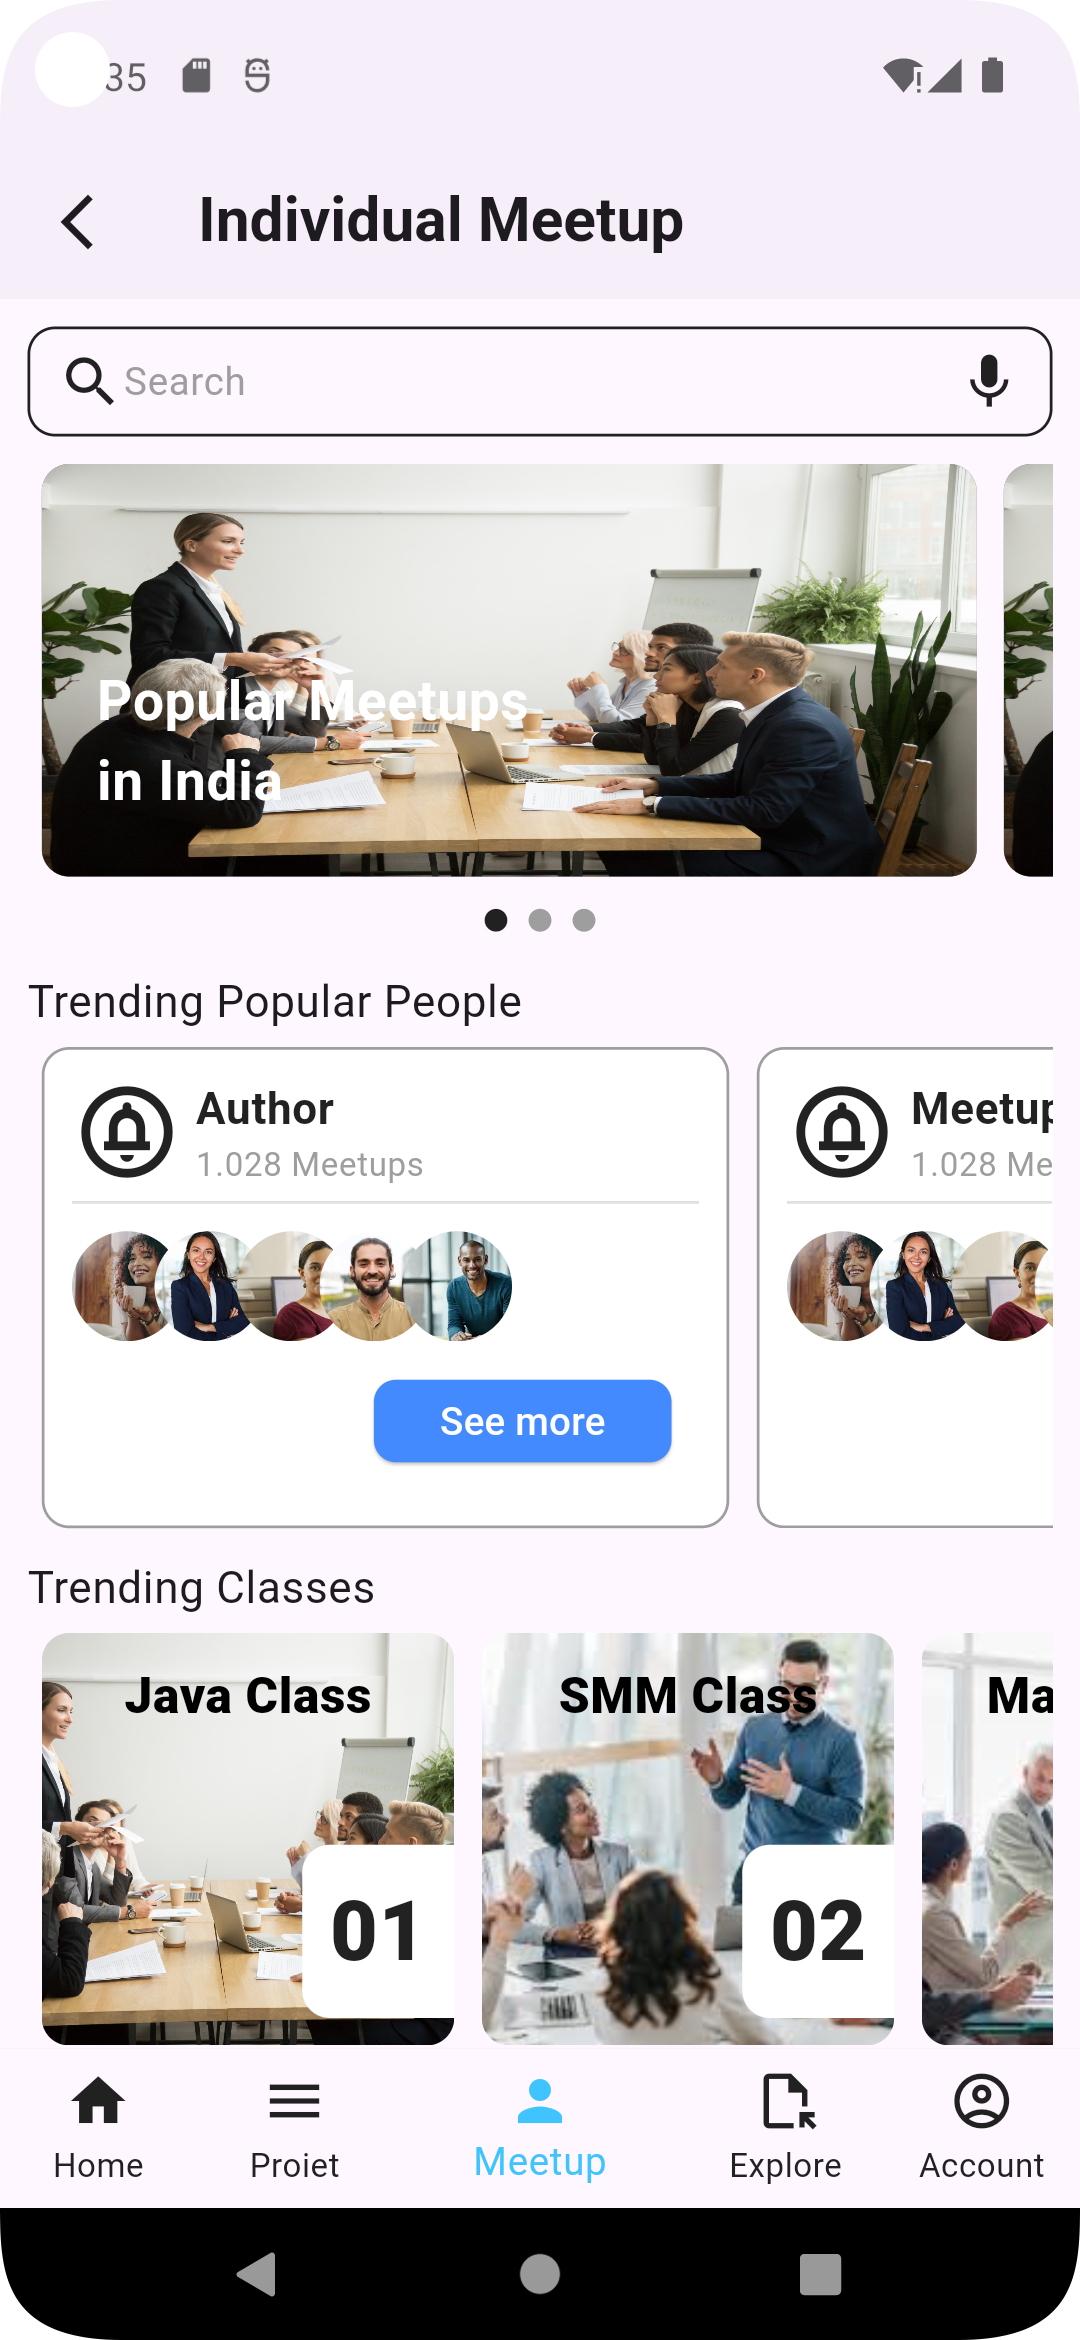 35
Individual Meetup
Search
Popular Meetups
in India
Trending Popular People
Author
1.028 Meetups
Meetup
1.028 Me
See more
Trending Classes
Java Class
SMM Class
Ma
01
02
Home
Proiet
Meetup
Explore
Account